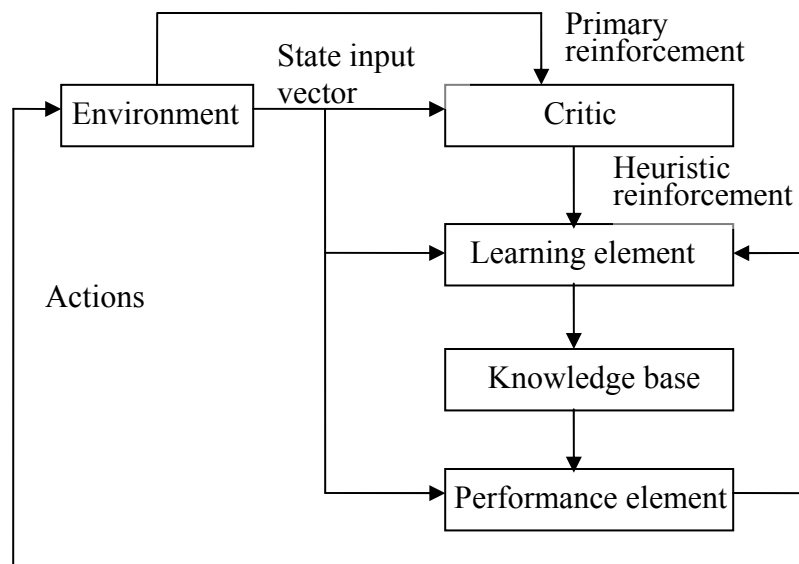 Primary
reinforcement
State input
vector
Environment
Critic
Heuristic
reinforcement
Learning element
Actions
Knowledge base
Performance element